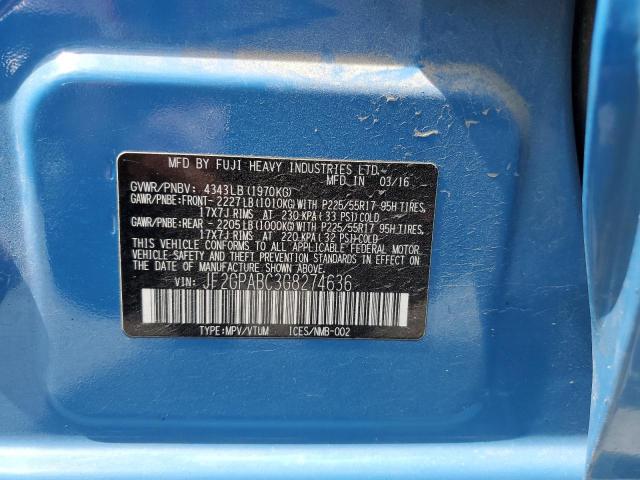 MFD BY FUJI HEAVY INDUSTRIES LTD.
MFD IN 03/16
GVWR/PNBV: 4343LB(1970KG)
GAWR/PNBE:FRONT- 2227LB(1010KG)WITH P225/55R17 95H TIRES,
17X7J RIMS AT 230 KPA(33 PSI)COLD
GAWR/PNBE:REAR - 2205LB(1000KG)WITH P225/55R17 95H TIRES,
17X7J RIMS AT 220 KPA(32 PSI)COLD
THIS VEHICLE CONFORMS TO ALL APPLICABLE FEDERAL MOTOR
VEHICLE SAFETY AND THEFT PREVENTION STANDARDS IN EFFECT
ON THE DATE OF MANUFACTURE SHOWN ABOVE.
VIN: JF2GPABC3G8274636
TYPE:MPV/VTUM ICES/NMB-002